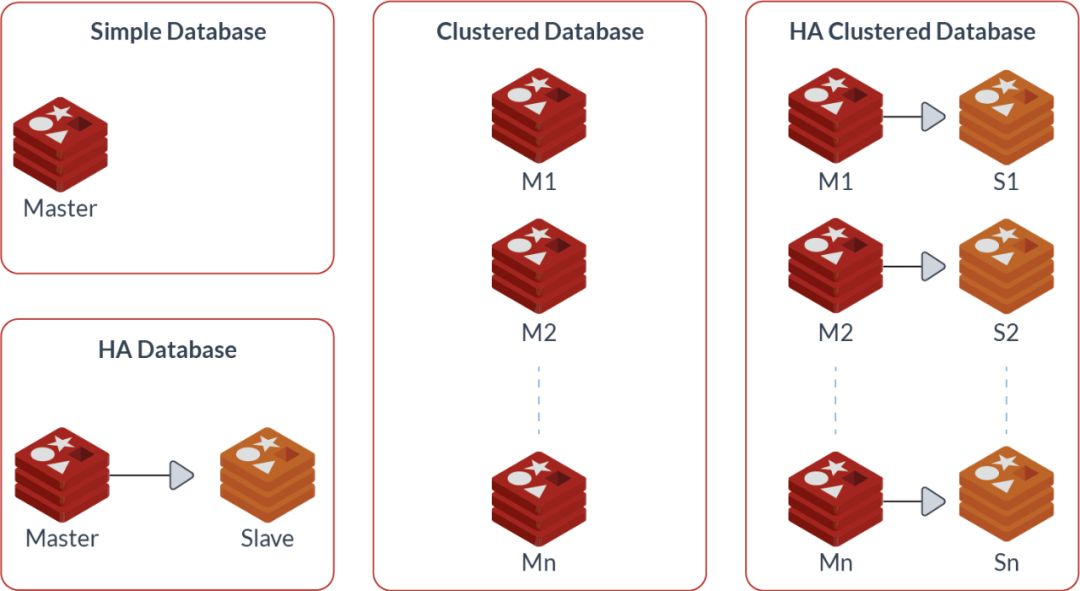 Simple Database
Master
HA Database
Master
Slave
Clustered Database
M1
M2
Mn
HA Clustered Database
M1
S1
M2
S2
Mn
Sn